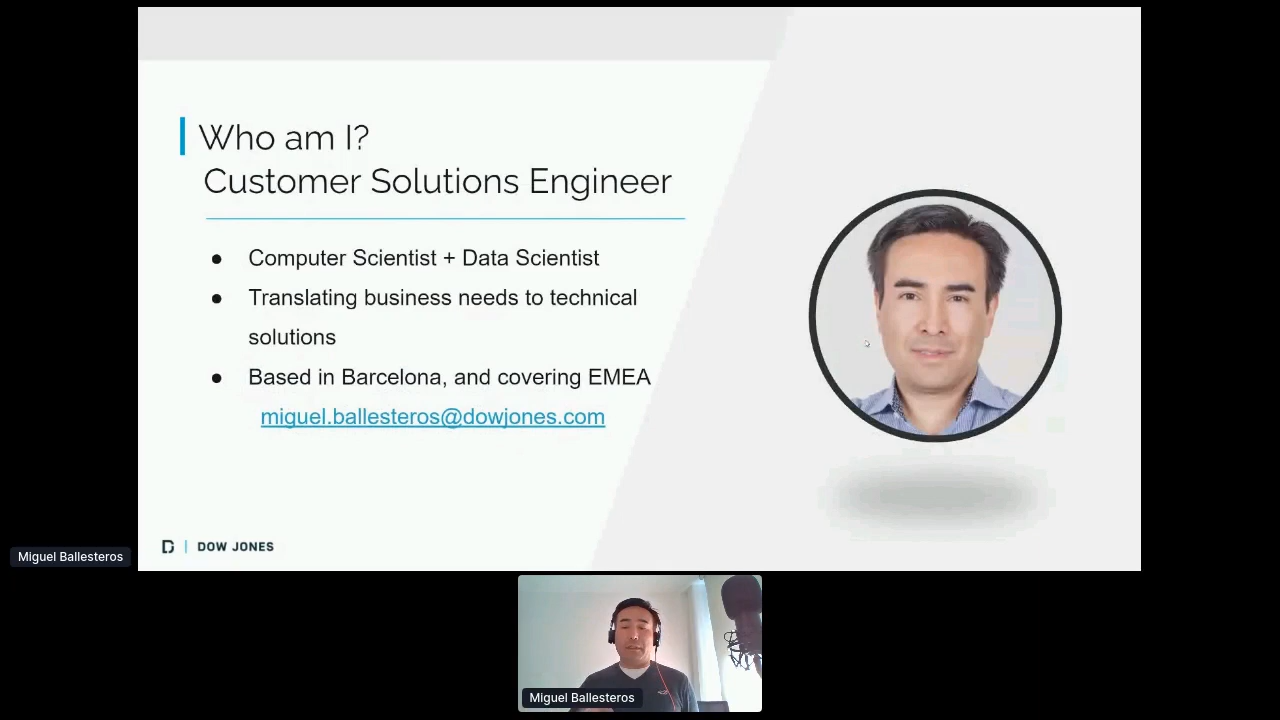 Who am I?
Customer Solutions Engineer
● Computer Scientist + Data Scientist
● Translating business needs to technical
solutions
● Based in Barcelona, and covering EMEA
miguel.ballesteros@dowjones.com
D | DOW JONES
Miguel Ballesteros
Miguel Ballesteros